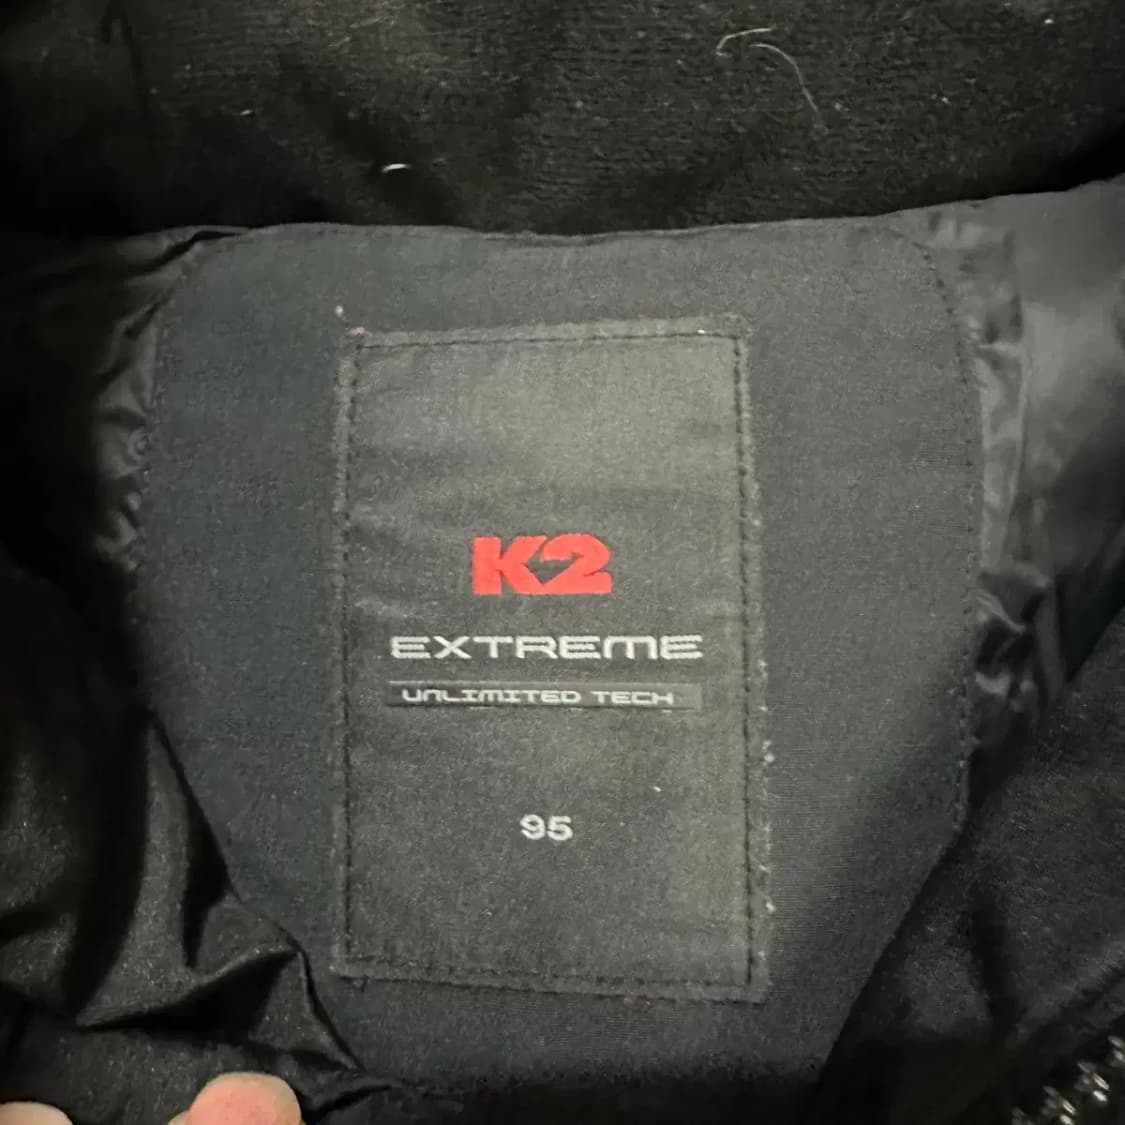 K2
EXTREME
UNLIMITED TECH
95